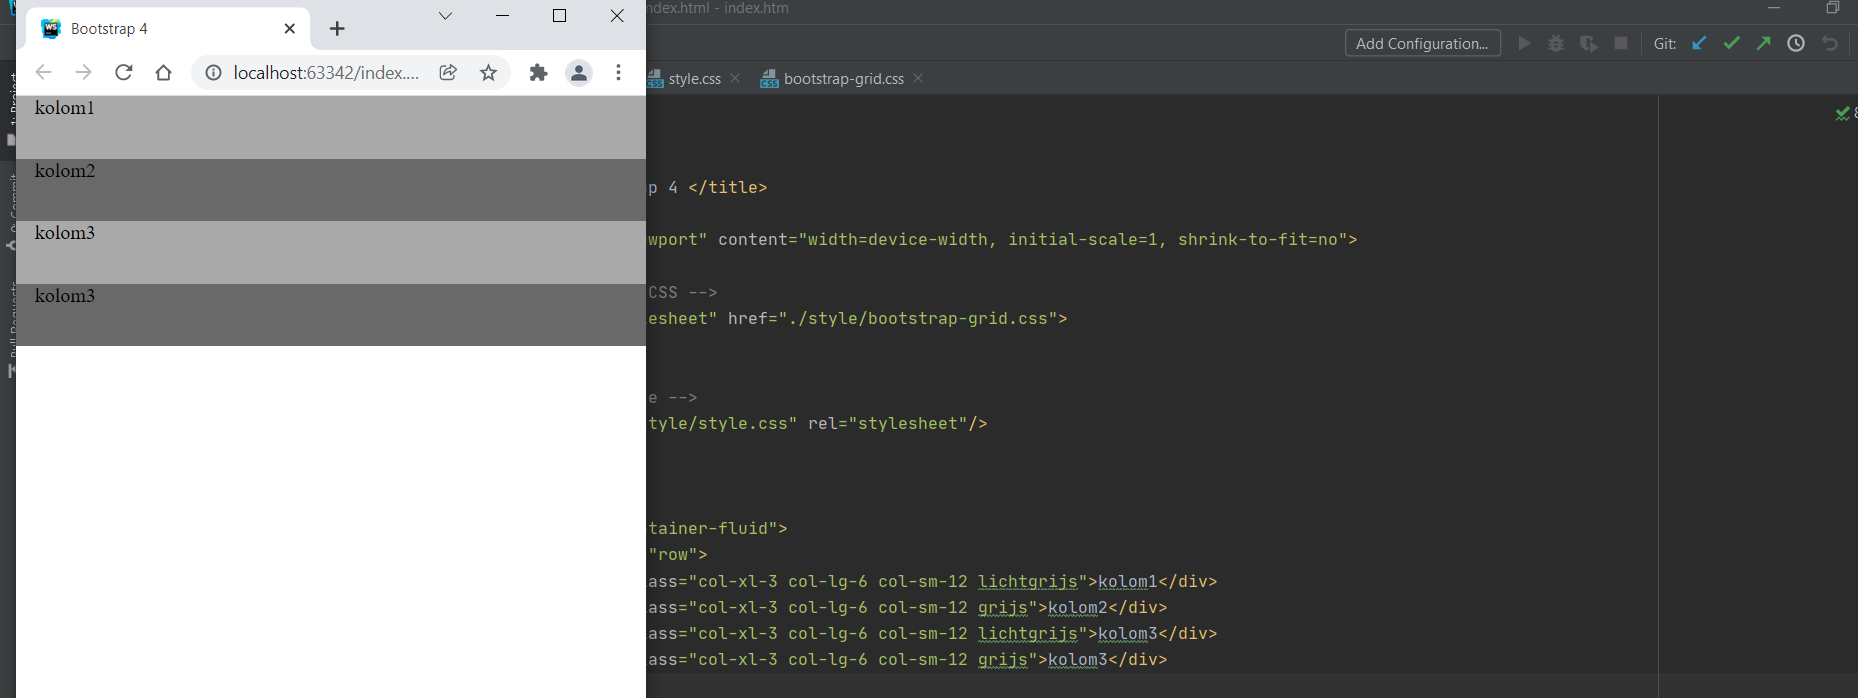 Bootstrap 4
localhost:63342/index....
kolom1
kolom2
kolom3
kolom3
ndex.html - index.htm
Add Configuration...
Git:
style.css
bootstrap-grid.css
p 4 </title>
wport" content="width=device-width, initial-scale=1, shrink-to-fit=no">
CSS -->
esheet" href="./style/bootstrap-grid.css">
e -->
tyle/style.css" rel="stylesheet"/>
tainer-fluid">
"row">
ass="col-xl-3 col-lg-6 col-sm-12 lichtgrijs">kolom1</div>
ass="col-xl-3 col-lg-6 col-sm-12 grijs">kolom2</div>
ass="col-xl-3 col-lg-6 col-sm-12 lichtgrijs">kolom3</div>
ass="col-xl-3 col-lg-6 col-sm-12 grijs">kolom3</div>